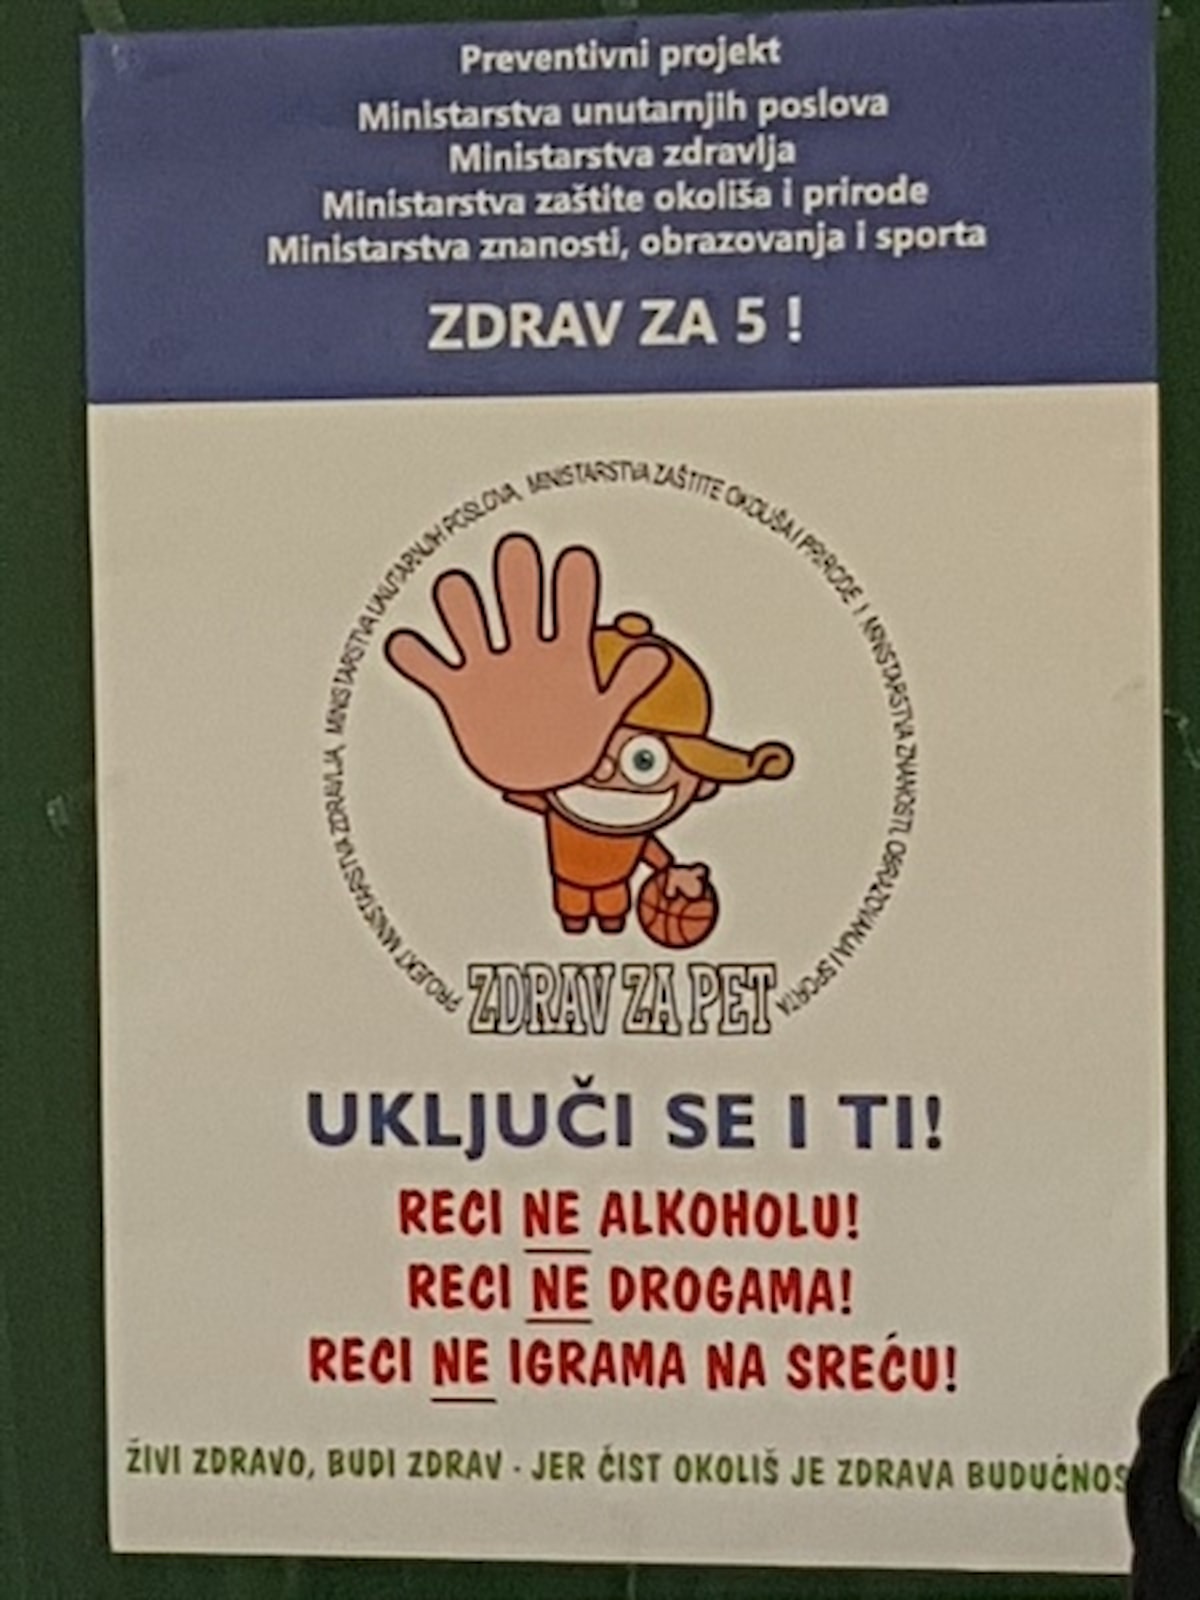 Preventivni projekt
Ministarstva unutarnjih poslova
Ministarstva zdravlja
Ministarstva zaštite okoliša i prirode
Ministarstva znanosti, obrazovanja i sporta
ZDRAV ZA 5 !
PROJEKT MINISTARSTVA ZDRAVLJA, MINISTARSTVA UNUTARNJIH POSLOVA, MINISTARSTVA ZAŠTITE OKOLIŠA I PRIRODE I MINISTARSTVA ZNANOSTI, OBRAZOVANJA I SPORTA
ZDRAV ZA PET
UKLJUČI SE I TI!
RECI NE ALKOHOLU!
RECI NE DROGAMA!
RECI NE IGRAMA NA SREĆU!
ŽIVI ZDRAVO, BUDI ZDRAV - JER ČIST OKOLIŠ JE ZDRAVA BUDUĆNOS